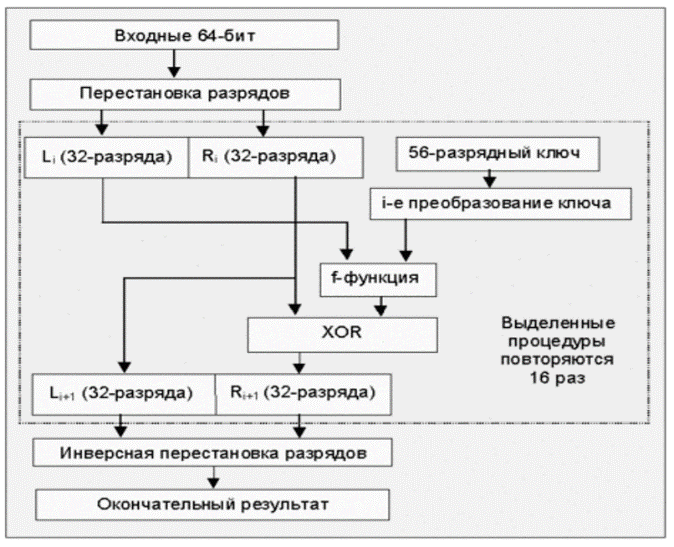 Входные 64-бит
Перестановка разрядов
Li (32-разряда)
Ri (32-разряда)
56-разрядный ключ
i-е преобразование ключа
f-функция
XOR
Выделенные
процедуры
повторяются
16 раз
Li+1 (32-разряда)
Ri+1 (32-разряда)
Инверсная перестановка разрядов
Окончательный результат